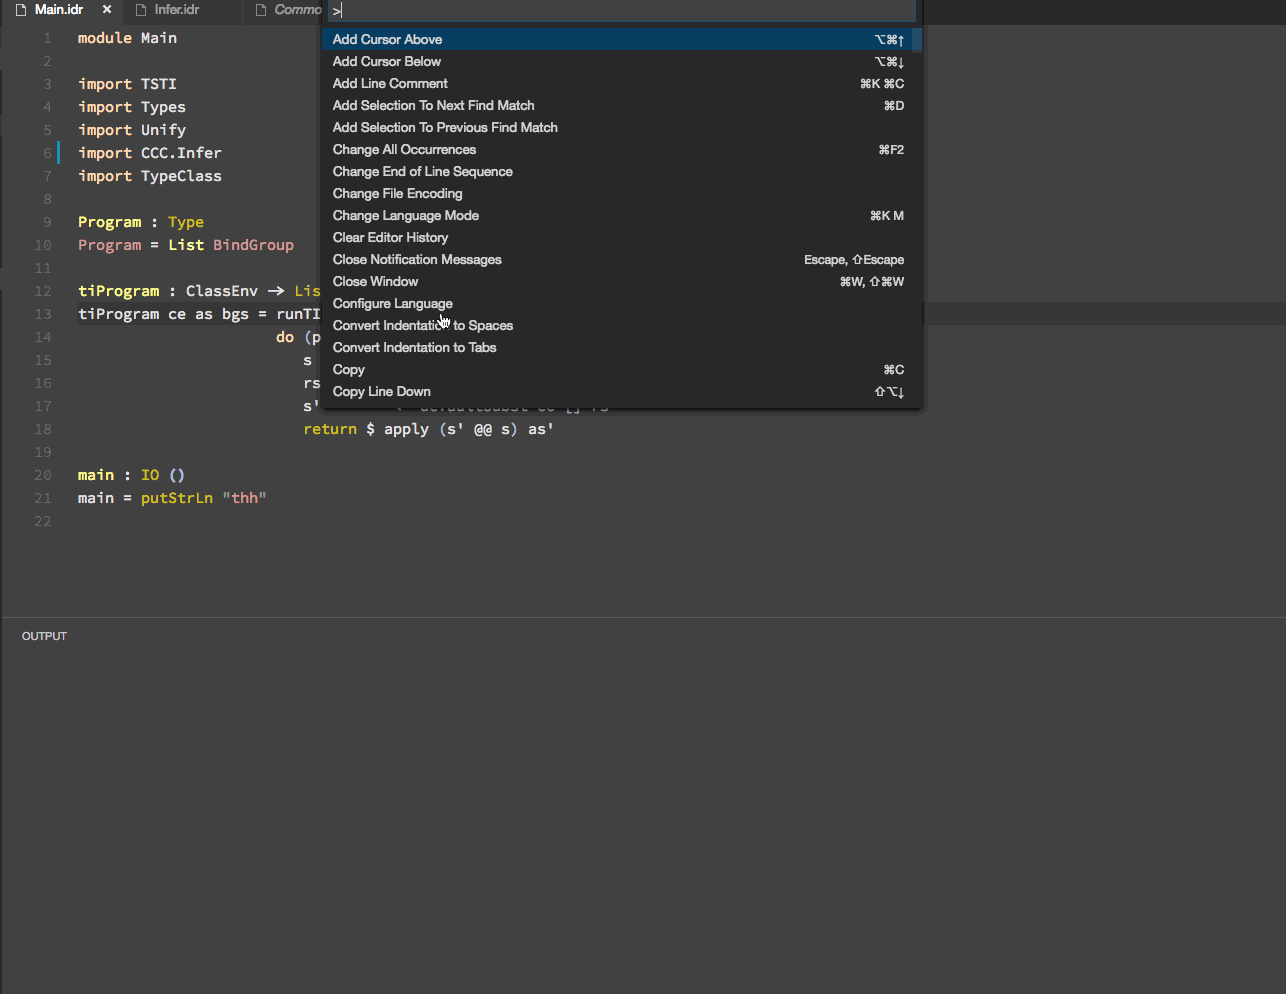 Main.idr × Infer.idr Commo
>
Add Cursor Above ⌥⌘↑
Add Cursor Below ⌥⌘↓
Add Line Comment ⌘K ⌘C
Add Selection To Next Find Match ⌘D
Add Selection To Previous Find Match
Change All Occurrences ⌘F2
Change End of Line Sequence
Change File Encoding
Change Language Mode ⌘K M
Clear Editor History
Close Notification Messages Escape, ⇧Escape
Close Window ⌘W, ⇧⌘W
Configure Language
Convert Indentation to Spaces
Convert Indentation to Tabs
Copy ⌘C
Copy Line Down ⇧⌥↓
1 module Main
2
3 import TSTI
4 import Types
5 import Unify
6 import CCC.Infer
7 import TypeClass
8
9 Program : Type
10 Program = List BindGroup
11
12 tiProgram : ClassEnv → Lis
13 tiProgram ce as bgs = runTI
14 do (p
15 s
16 rs
17 s'
18 return $ apply (s' @@ s) as'
19
20 main : IO ()
21 main = putStrLn "thh"
22
OUTPUT